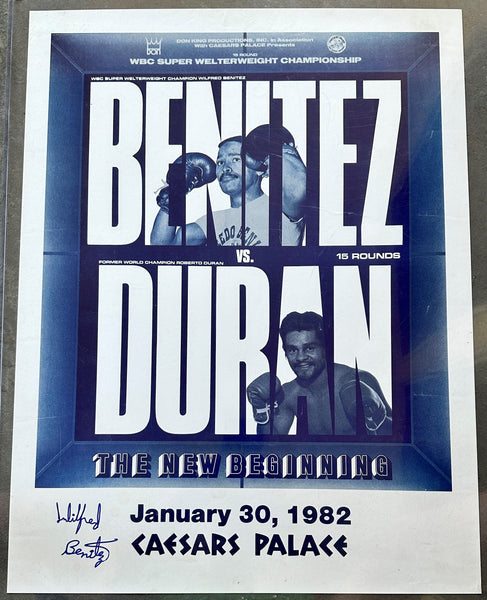 DON
DON KING PRODUCTIONS, INC. in Association
With CAESARS PALACE Presents
15 ROUND
WBC SUPER WELTERWEIGHT CHAMPIONSHIP
WBC SUPER WELTERWEIGHT CHAMPION WILFRED BENITEZ
BENITEZ
VS.
15 ROUNDS
FORMER WORLD CHAMPION ROBERTO DURAN
DURAN
THE NEW BEGINNING
Wilfred
Benitez
January 30, 1982
CAESARS PALACE